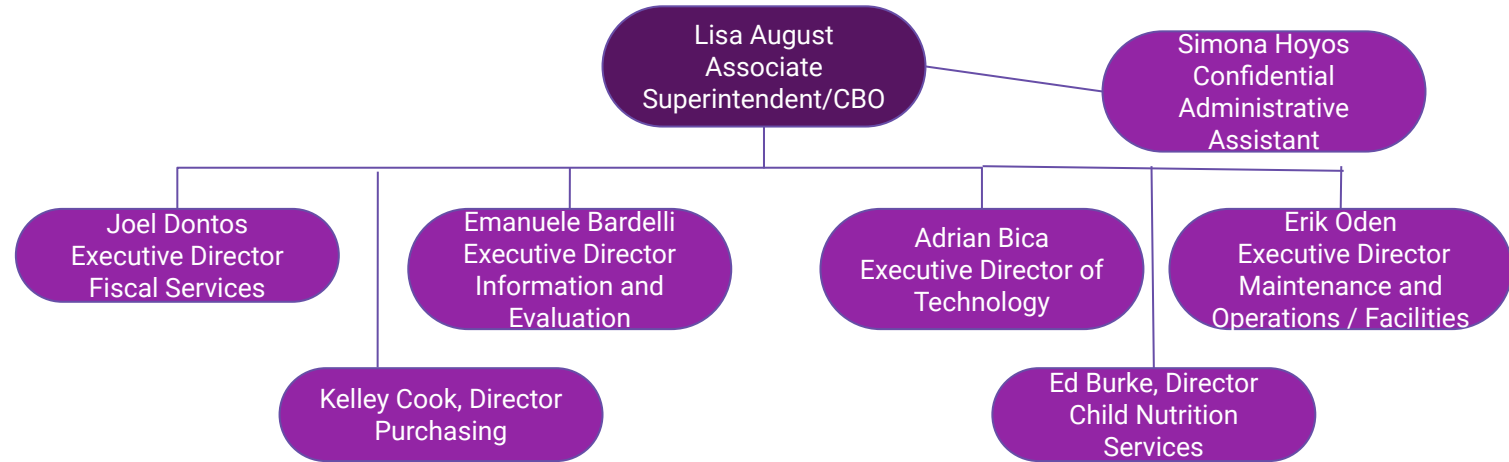 Lisa August
Associate
Superintendent/CBO
Simona Hoyos
Confidential
Administrative
Assistant
Joel Dontos
Executive Director
Fiscal Services
Emanuele Bardelli
Executive Director
Information and
Evaluation
Adrian Bica
Executive Director of
Technology
Erik Oden
Executive Director
Maintenance and
Operations / Facilities
Kelley Cook, Director
Purchasing
Ed Burke, Director
Child Nutrition
Services